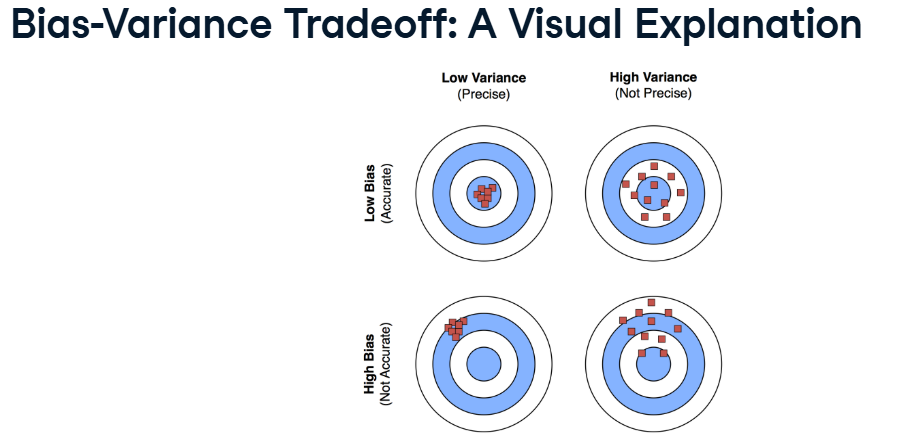 Bias-Variance Tradeoff: A Visual Explanation
Low Variance
(Precise)
High Variance
(Not Precise)
Low Bias
(Accurate)
High Bias
(Not Accurate)